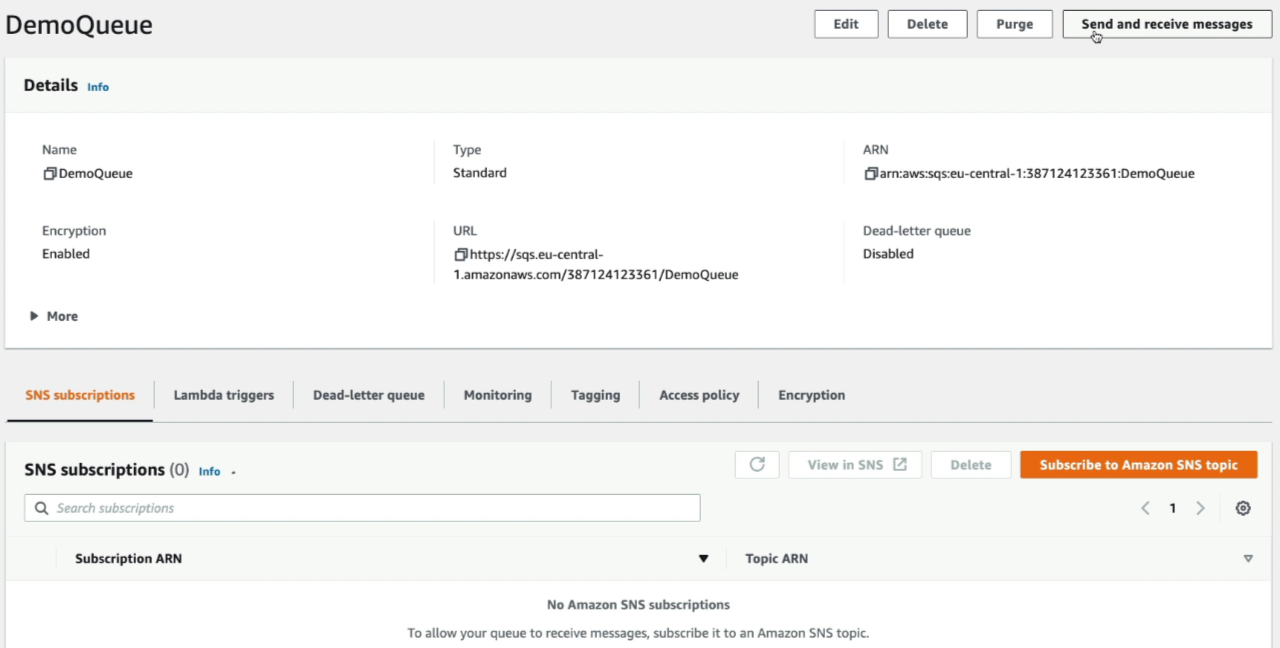 DemoQueue
Edit
Delete
Purge
Send and receive messages
Details Info
Name
DemoQueue
Type
Standard
ARN
arn:aws:sqs:eu-central-1:387124123361:DemoQueue
Encryption
Enabled
URL
https://sqs.eu-central-
1.amazonaws.com/387124123361/DemoQueue
Dead-letter queue
Disabled
More
SNS subscriptions
Lambda triggers
Dead-letter queue
Monitoring
Tagging
Access policy
Encryption
SNS subscriptions (0) Info
View in SNS
Delete
Subscribe to Amazon SNS topic
Search subscriptions
1
Subscription ARN
Topic ARN
No Amazon SNS subscriptions
To allow your queue to receive messages, subscribe it to an Amazon SNS topic.